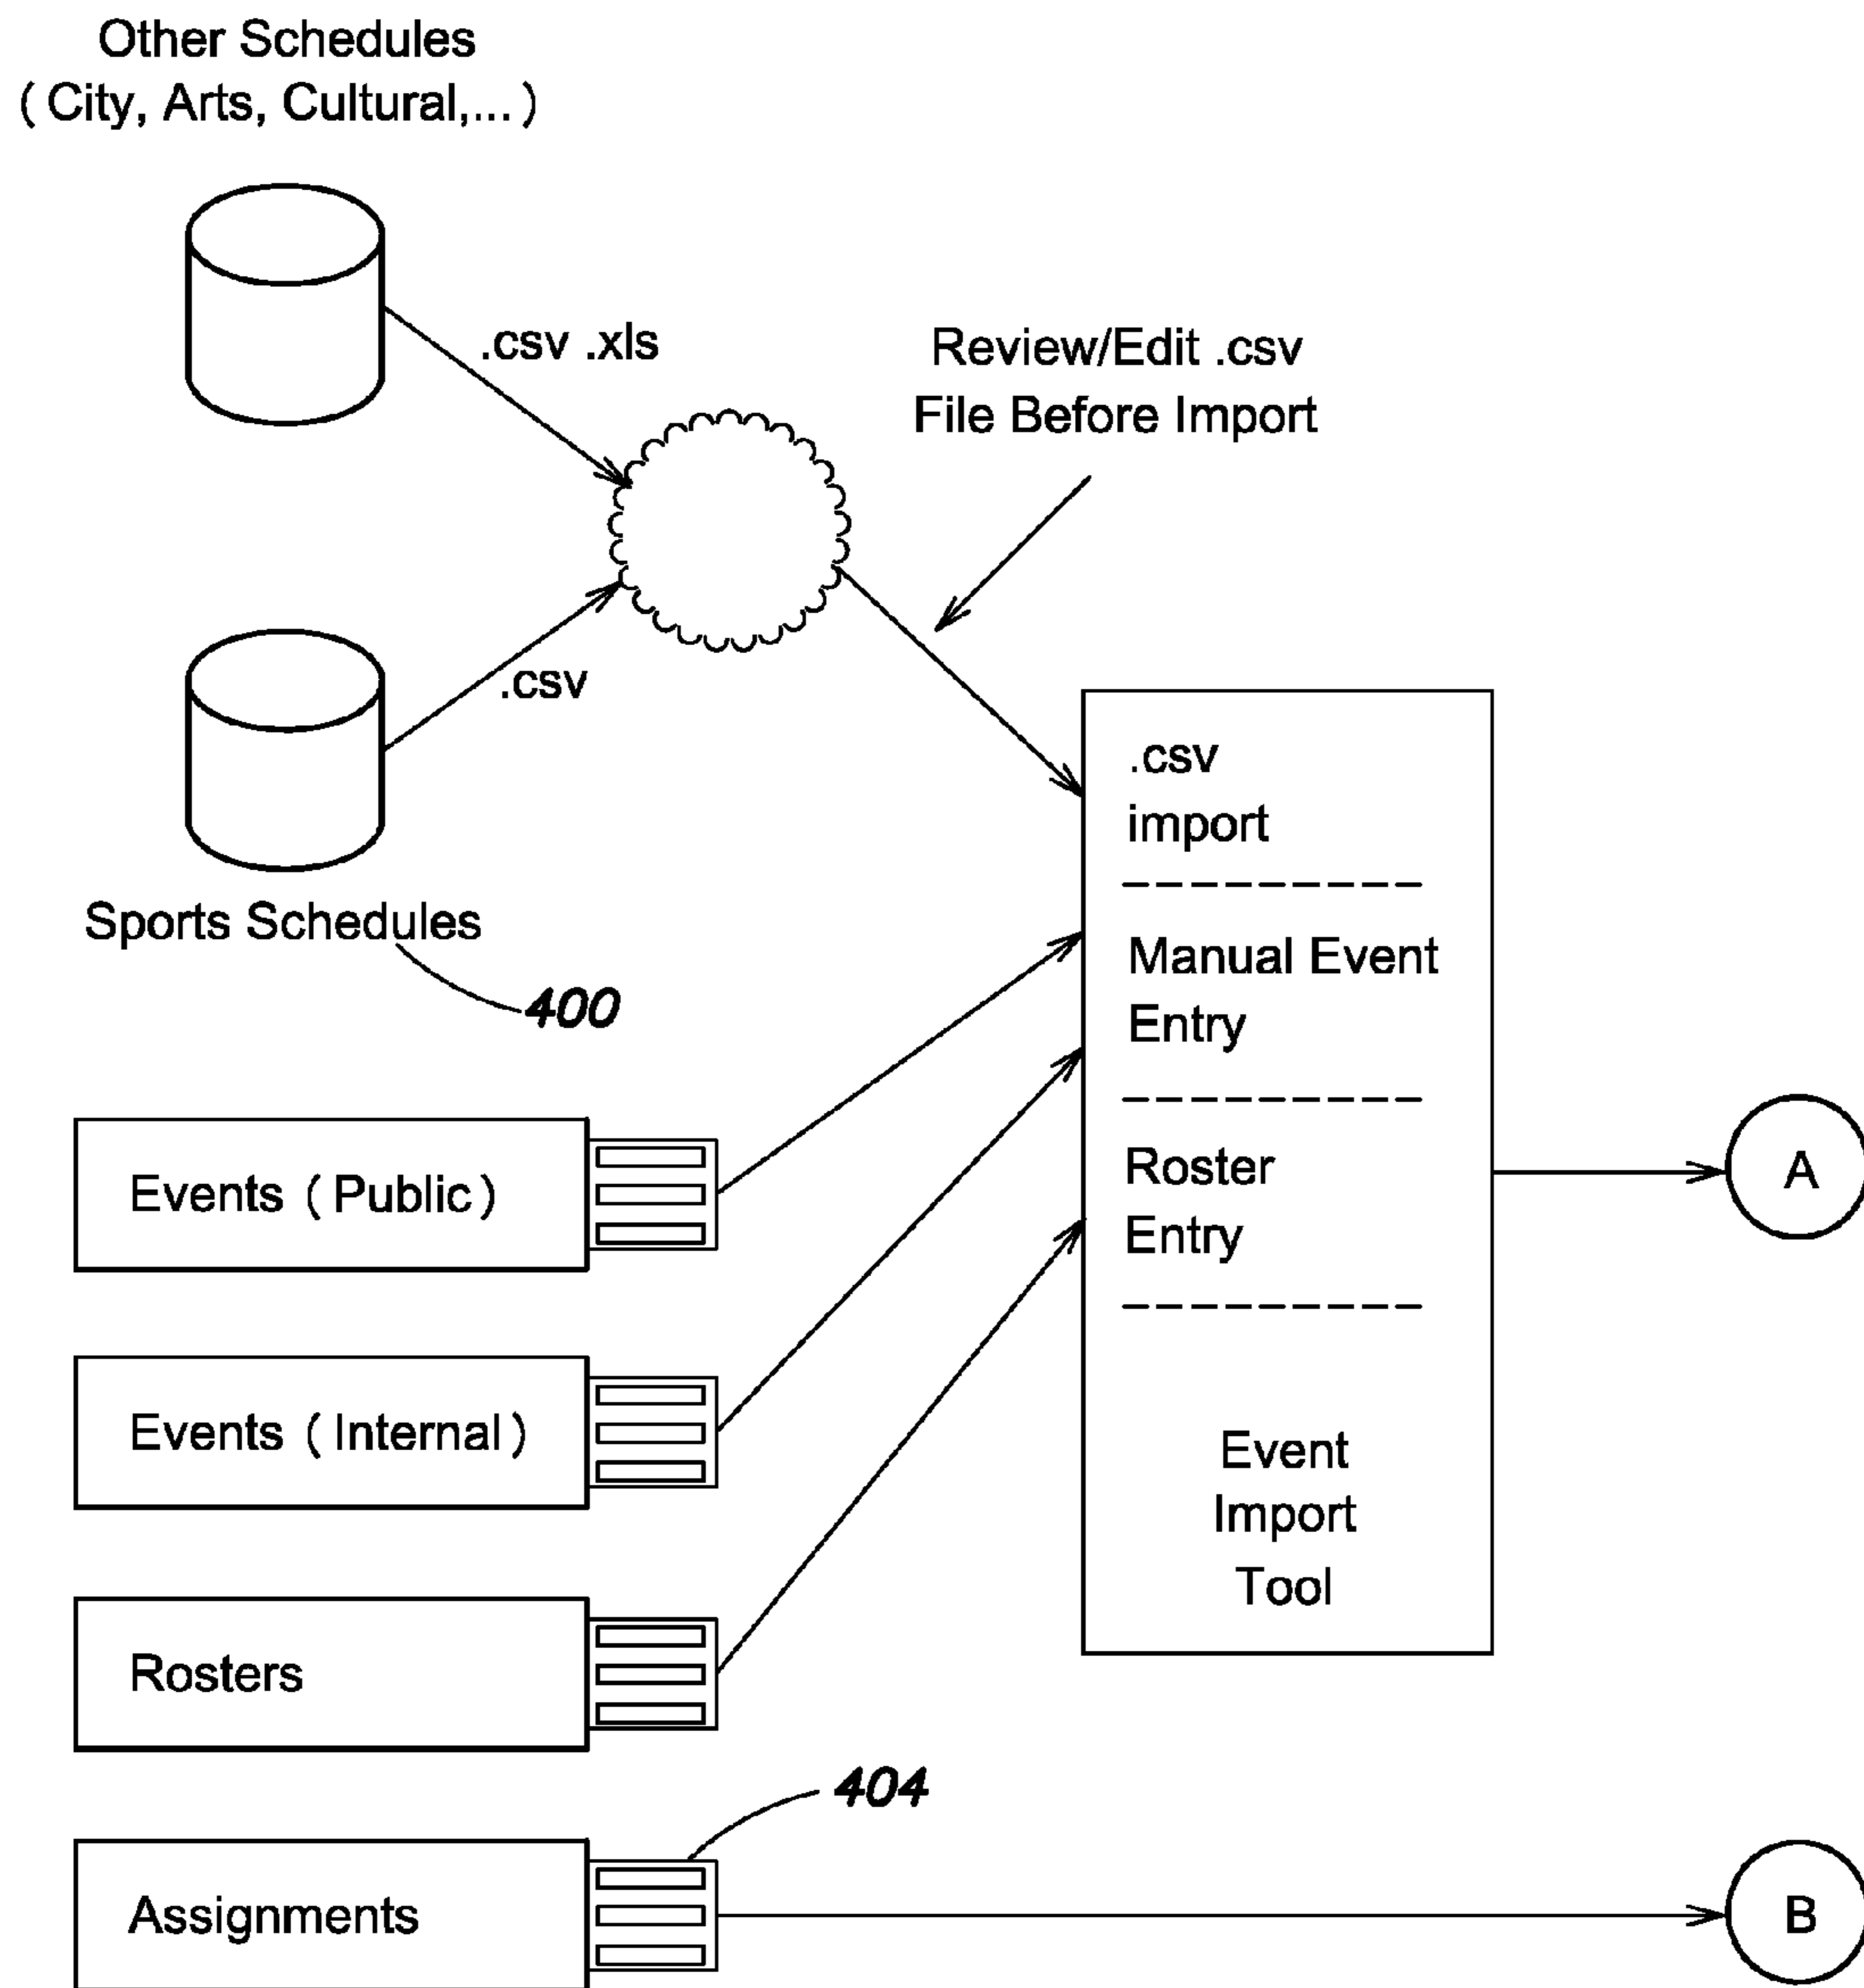 Other Schedules
( City, Arts, Cultural,... )
.csv .xls
Review/Edit .csv
File Before Import
.csv
Sports Schedules
400
.csv
import
Manual Event
Entry
Roster
Entry
Event
Import
Tool
Events ( Public )
Events ( Internal )
Rosters
404
Assignments
A
B